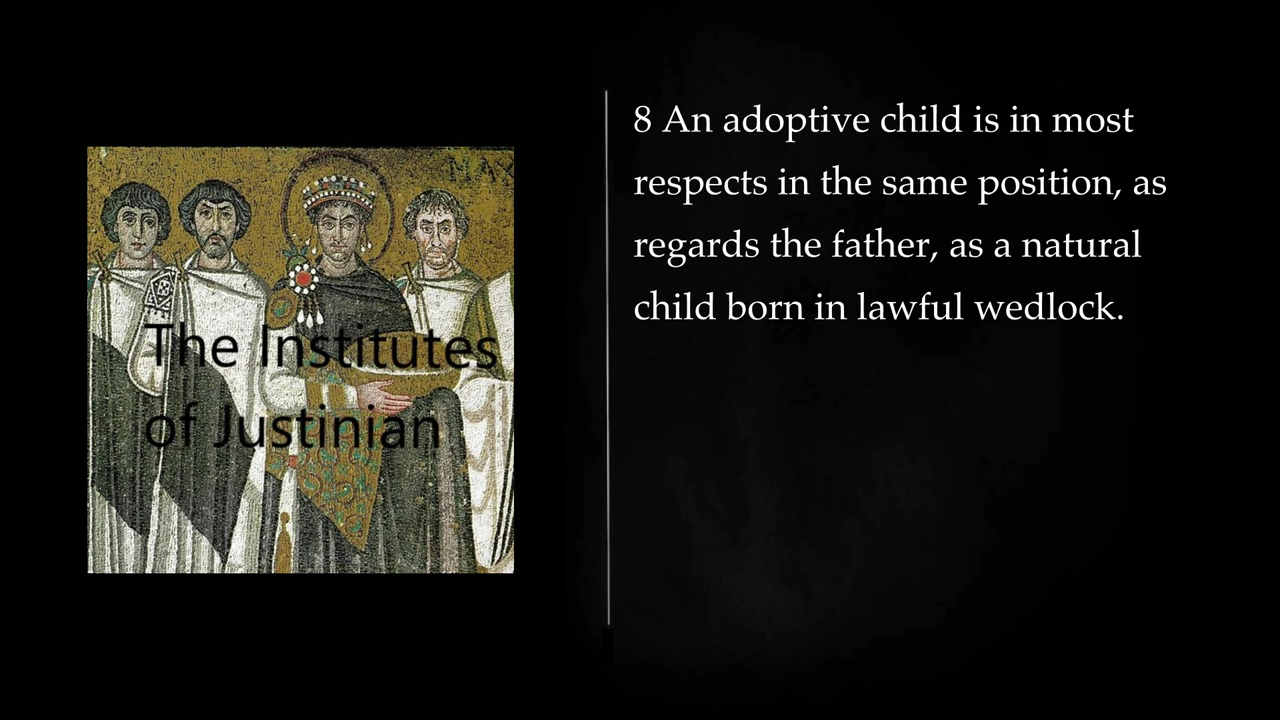 MAX
The Institutes
of Justinian
8 An adoptive child is in most
respects in the same position, as
regards the father, as a natural
child born in lawful wedlock.